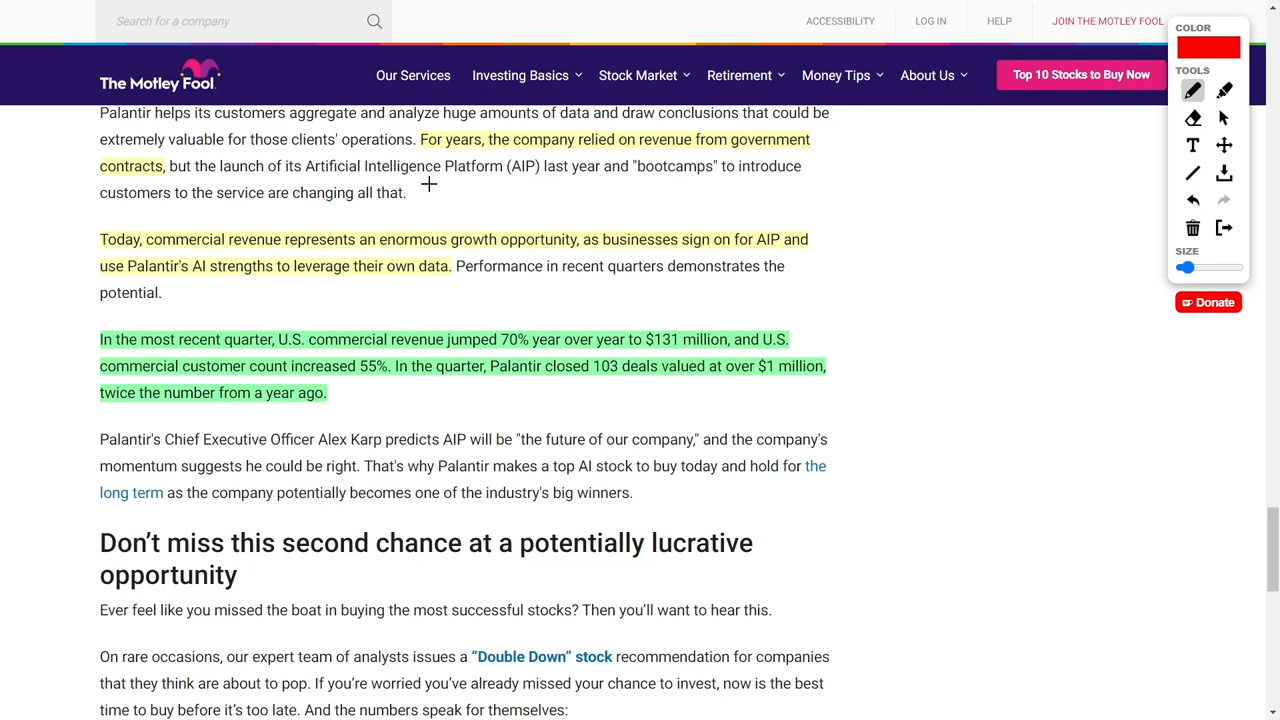 Search for a company
ACCESSIBILITY
LOG IN
HELP
JOIN THE MOTLEY FOOL
The Motley Fool
Our Services
Investing Basics
Stock Market
Retirement
Money Tips
About Us
Top 10 Stocks to Buy Now
COLOR
TOOLS
T
SIZE
Donate
Palantir helps its customers aggregate and analyze huge amounts of data and draw conclusions that could be
extremely valuable for those clients' operations. For years, the company relied on revenue from government
contracts, but the launch of its Artificial Intelligence Platform (AIP) last year and "bootcamps" to introduce
customers to the service are changing all that.
Today, commercial revenue represents an enormous growth opportunity, as businesses sign on for AIP and
use Palantir's AI strengths to leverage their own data. Performance in recent quarters demonstrates the
potential.
In the most recent quarter, U.S. commercial revenue jumped 70% year over year to $131 million, and U.S.
commercial customer count increased 55%. In the quarter, Palantir closed 103 deals valued at over $1 million,
twice the number from a year ago.
Palantir's Chief Executive Officer Alex Karp predicts AIP will be "the future of our company," and the company's
momentum suggests he could be right. That's why Palantir makes a top AI stock to buy today and hold for the
long term as the company potentially becomes one of the industry's big winners.
Don’t miss this second chance at a potentially lucrative
opportunity
Ever feel like you missed the boat in buying the most successful stocks? Then you’ll want to hear this.
On rare occasions, our expert team of analysts issues a “Double Down” stock recommendation for companies
that they think are about to pop. If you’re worried you’ve already missed your chance to invest, now is the best
time to buy before it’s too late. And the numbers speak for themselves: